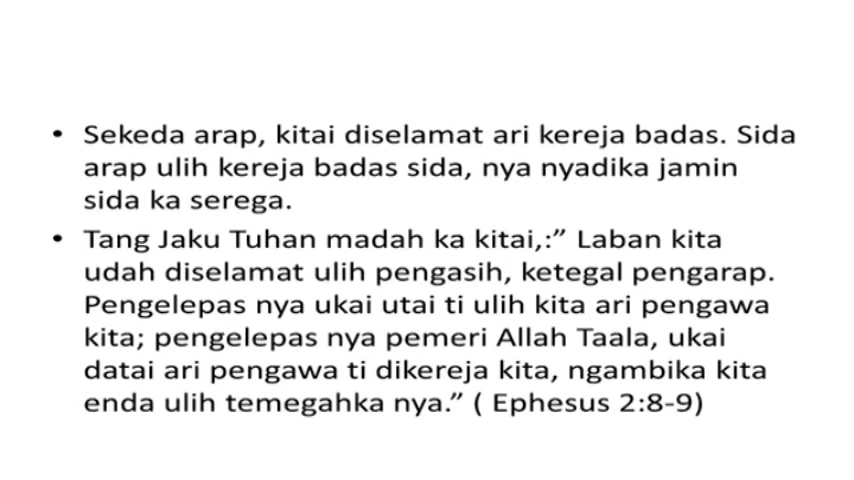 • Sekeda arap, kitai diselamat ari kereja badas. Sida
arap ulih kereja badas sida, nya nyadika jamin
sida ka serega.
• Tang Jaku Tuhan madah ka kitai,:” Laban kita
udah diselamat ulih pengasih, ketegal pengarap.
Pengelepas nya ukai utai ti ulih kita ari pengawa
kita; pengelepas nya pemeri Allah Taala, ukai
datai ari pengawa ti dikereja kita, ngambika kita
enda ulih temegahka nya.” ( Ephesus 2:8-9)